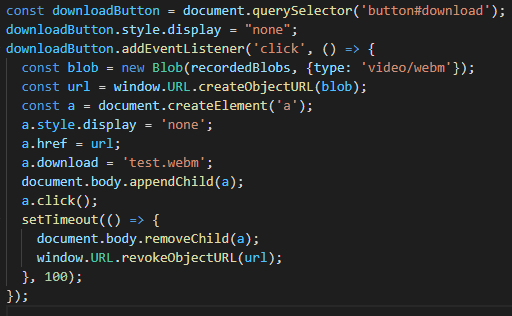 const downloadButton = document.querySelector('button#download');
downloadButton.style.display = "none";
downloadButton.addEventListener('click', () => {
  const blob = new Blob(recordedBlobs, {type: 'video/webm'});
  const url = window.URL.createObjectURL(blob);
  const a = document.createElement('a');
  a.style.display = 'none';
  a.href = url;
  a.download = 'test.webm';
  document.body.appendChild(a);
  a.click();
  setTimeout(() => {
    document.body.removeChild(a);
    window.URL.revokeObjectURL(url);
  }, 100);
});